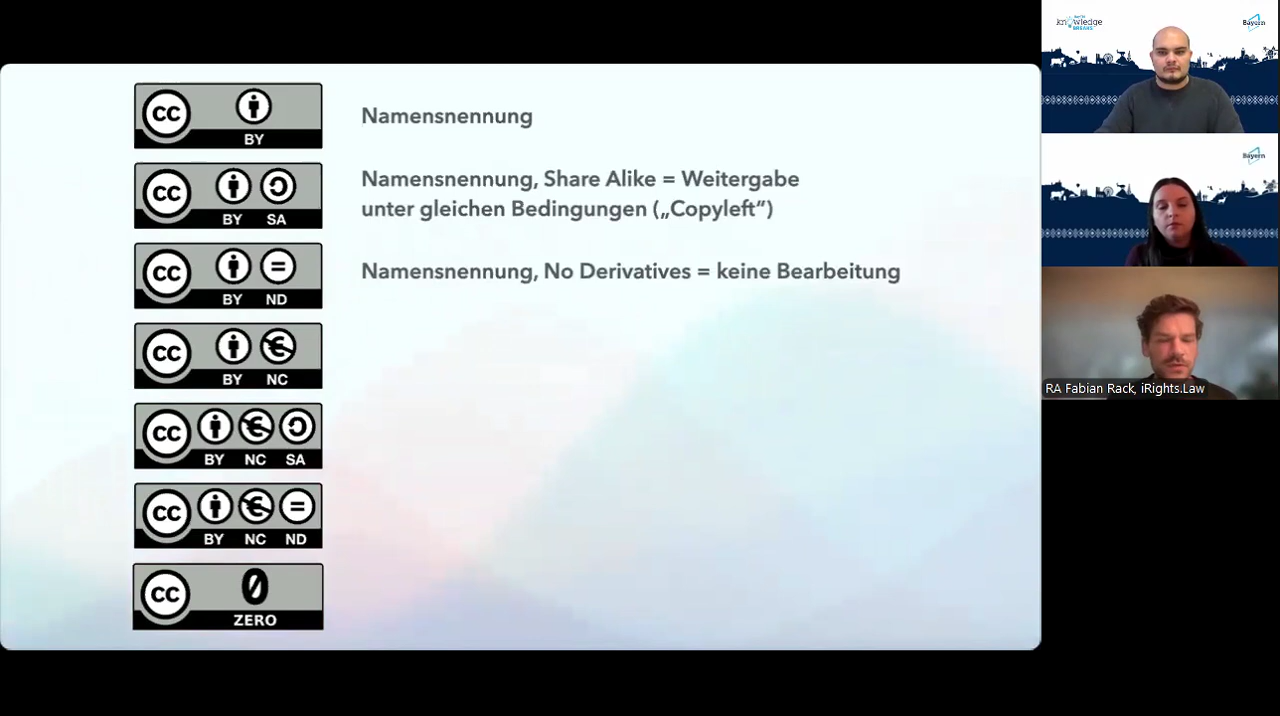 cc
BY
Namensnennung
cc
BY SA
Namensnennung, Share Alike = Weitergabe
unter gleichen Bedingungen („Copyleft“)
cc
BY ND
Namensnennung, No Derivatives = keine Bearbeitung
cc
BY NC
cc
BY NC SA
cc
BY NC ND
cc
0
ZERO
knowledge
Bayern
Bayern
RA Fabian Rack, iRights.Law